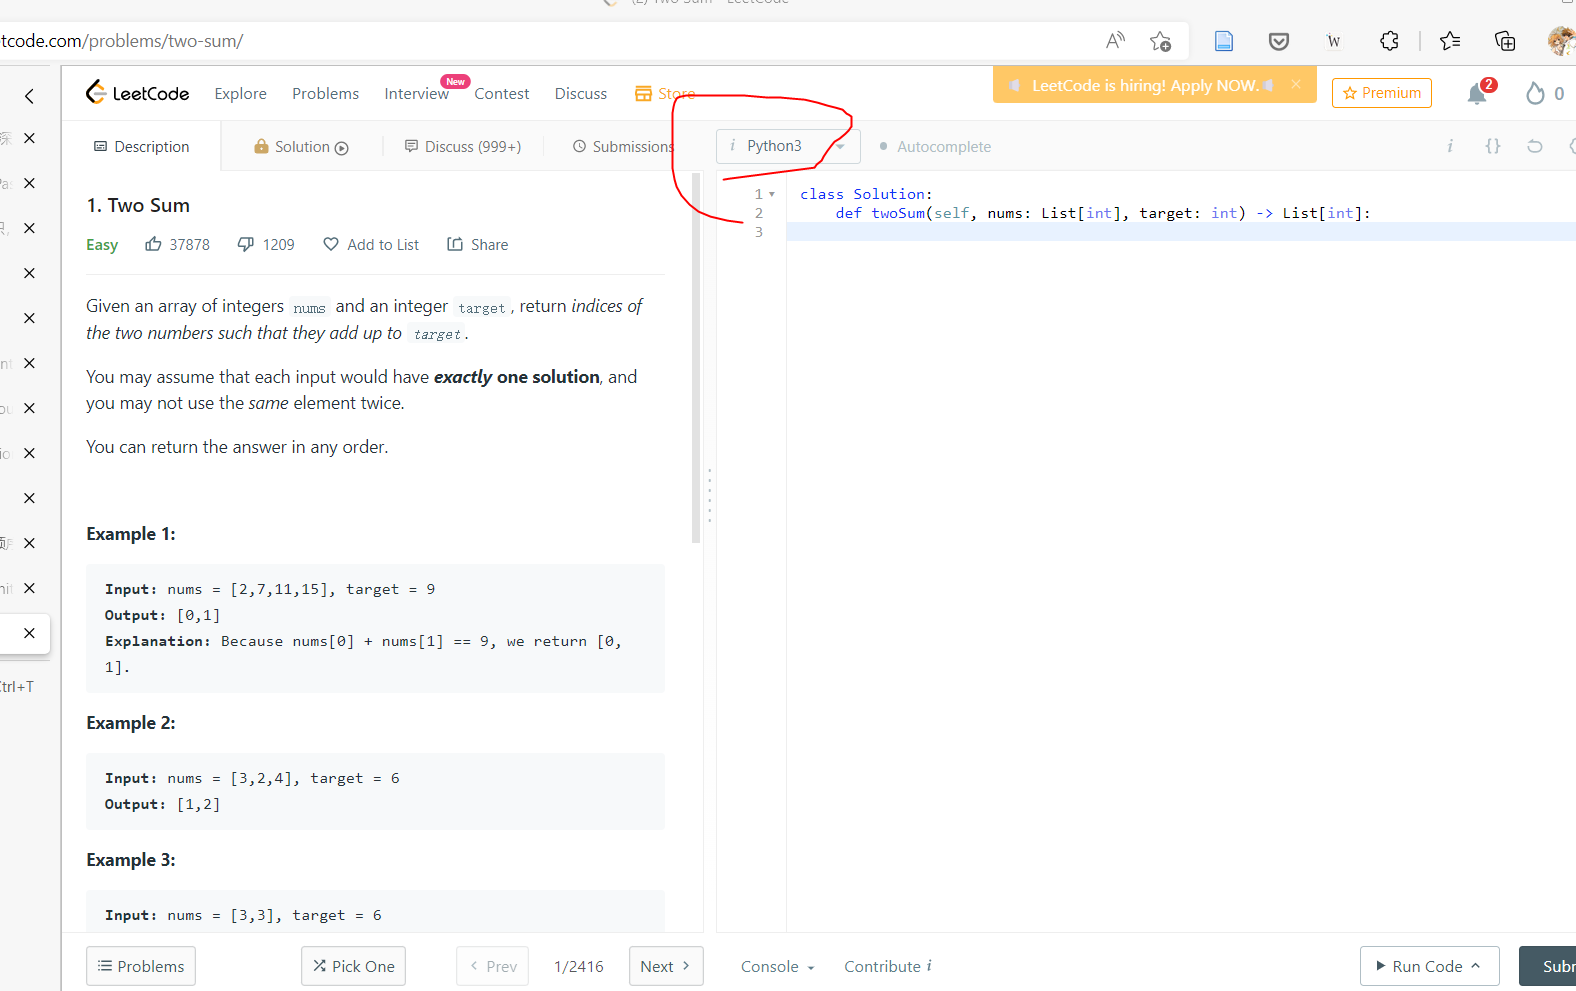 (2) Two Sum - LeetCode
tcode.com/problems/two-sum/
W
LeetCode Explore Problems Interview New Contest Discuss Store
LeetCode is hiring! Apply NOW. ×
Premium 2 0
Description Solution Discuss (999+) Submissions
i Python3 Autocomplete i {}
1. Two Sum
Easy 37878 1209 Add to List Share
Given an array of integers nums and an integer target, return indices of
the two numbers such that they add up to target.
You may assume that each input would have exactly one solution, and
you may not use the same element twice.
You can return the answer in any order.
Example 1:
Input: nums = [2,7,11,15], target = 9
Output: [0,1]
Explanation: Because nums[0] + nums[1] == 9, we return [0,
1].
Example 2:
Input: nums = [3,2,4], target = 6
Output: [1,2]
Example 3:
Input: nums = [3,3], target = 6
1 class Solution:
2 def twoSum(self, nums: List[int], target: int) -> List[int]:
3
Problems Pick One Prev 1/2416 Next Console Contribute i
Run Code Subm
trl+T